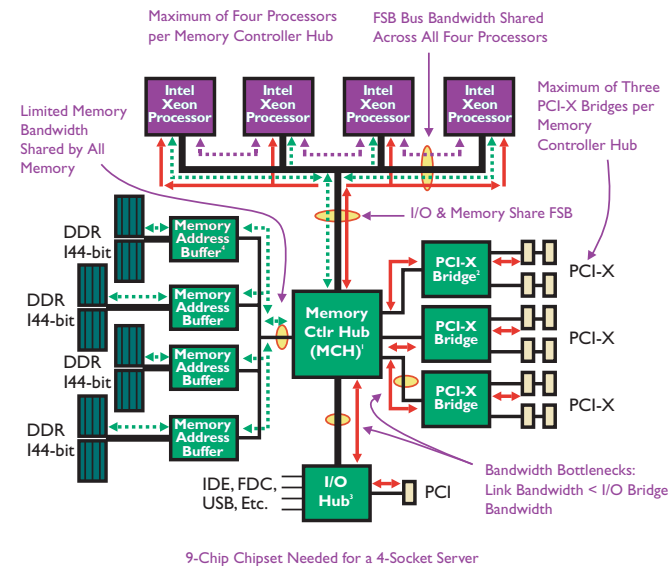 Maximum of Four Processors
per Memory Controller Hub
FSB Bus Bandwidth Shared
Across All Four Processors
Intel
Xeon
Processor
Intel
Xeon
Processor
Intel
Xeon
Processor
Intel
Xeon
Processor
Maximum of Three
PCI-X Bridges per
Memory
Controller Hub
Limited Memory
Bandwidth
Shared by All
Memory
I/O & Memory Share FSB
DDR
144-bit
Memory
Address
Buffer⁴
DDR
144-bit
Memory
Address
Buffer
DDR
144-bit
Memory
Address
Buffer
DDR
144-bit
Memory
Address
Buffer
Memory
Ctlr Hub
(MCH)¹
PCI-X
Bridge²
PCI-X
PCI-X
Bridge
PCI-X
PCI-X
Bridge
PCI-X
IDE, FDC,
USB, Etc.
I/O
Hub³
PCI
Bandwidth Bottlenecks:
Link Bandwidth < I/O Bridge
Bandwidth
9-Chip Chipset Needed for a 4-Socket Server